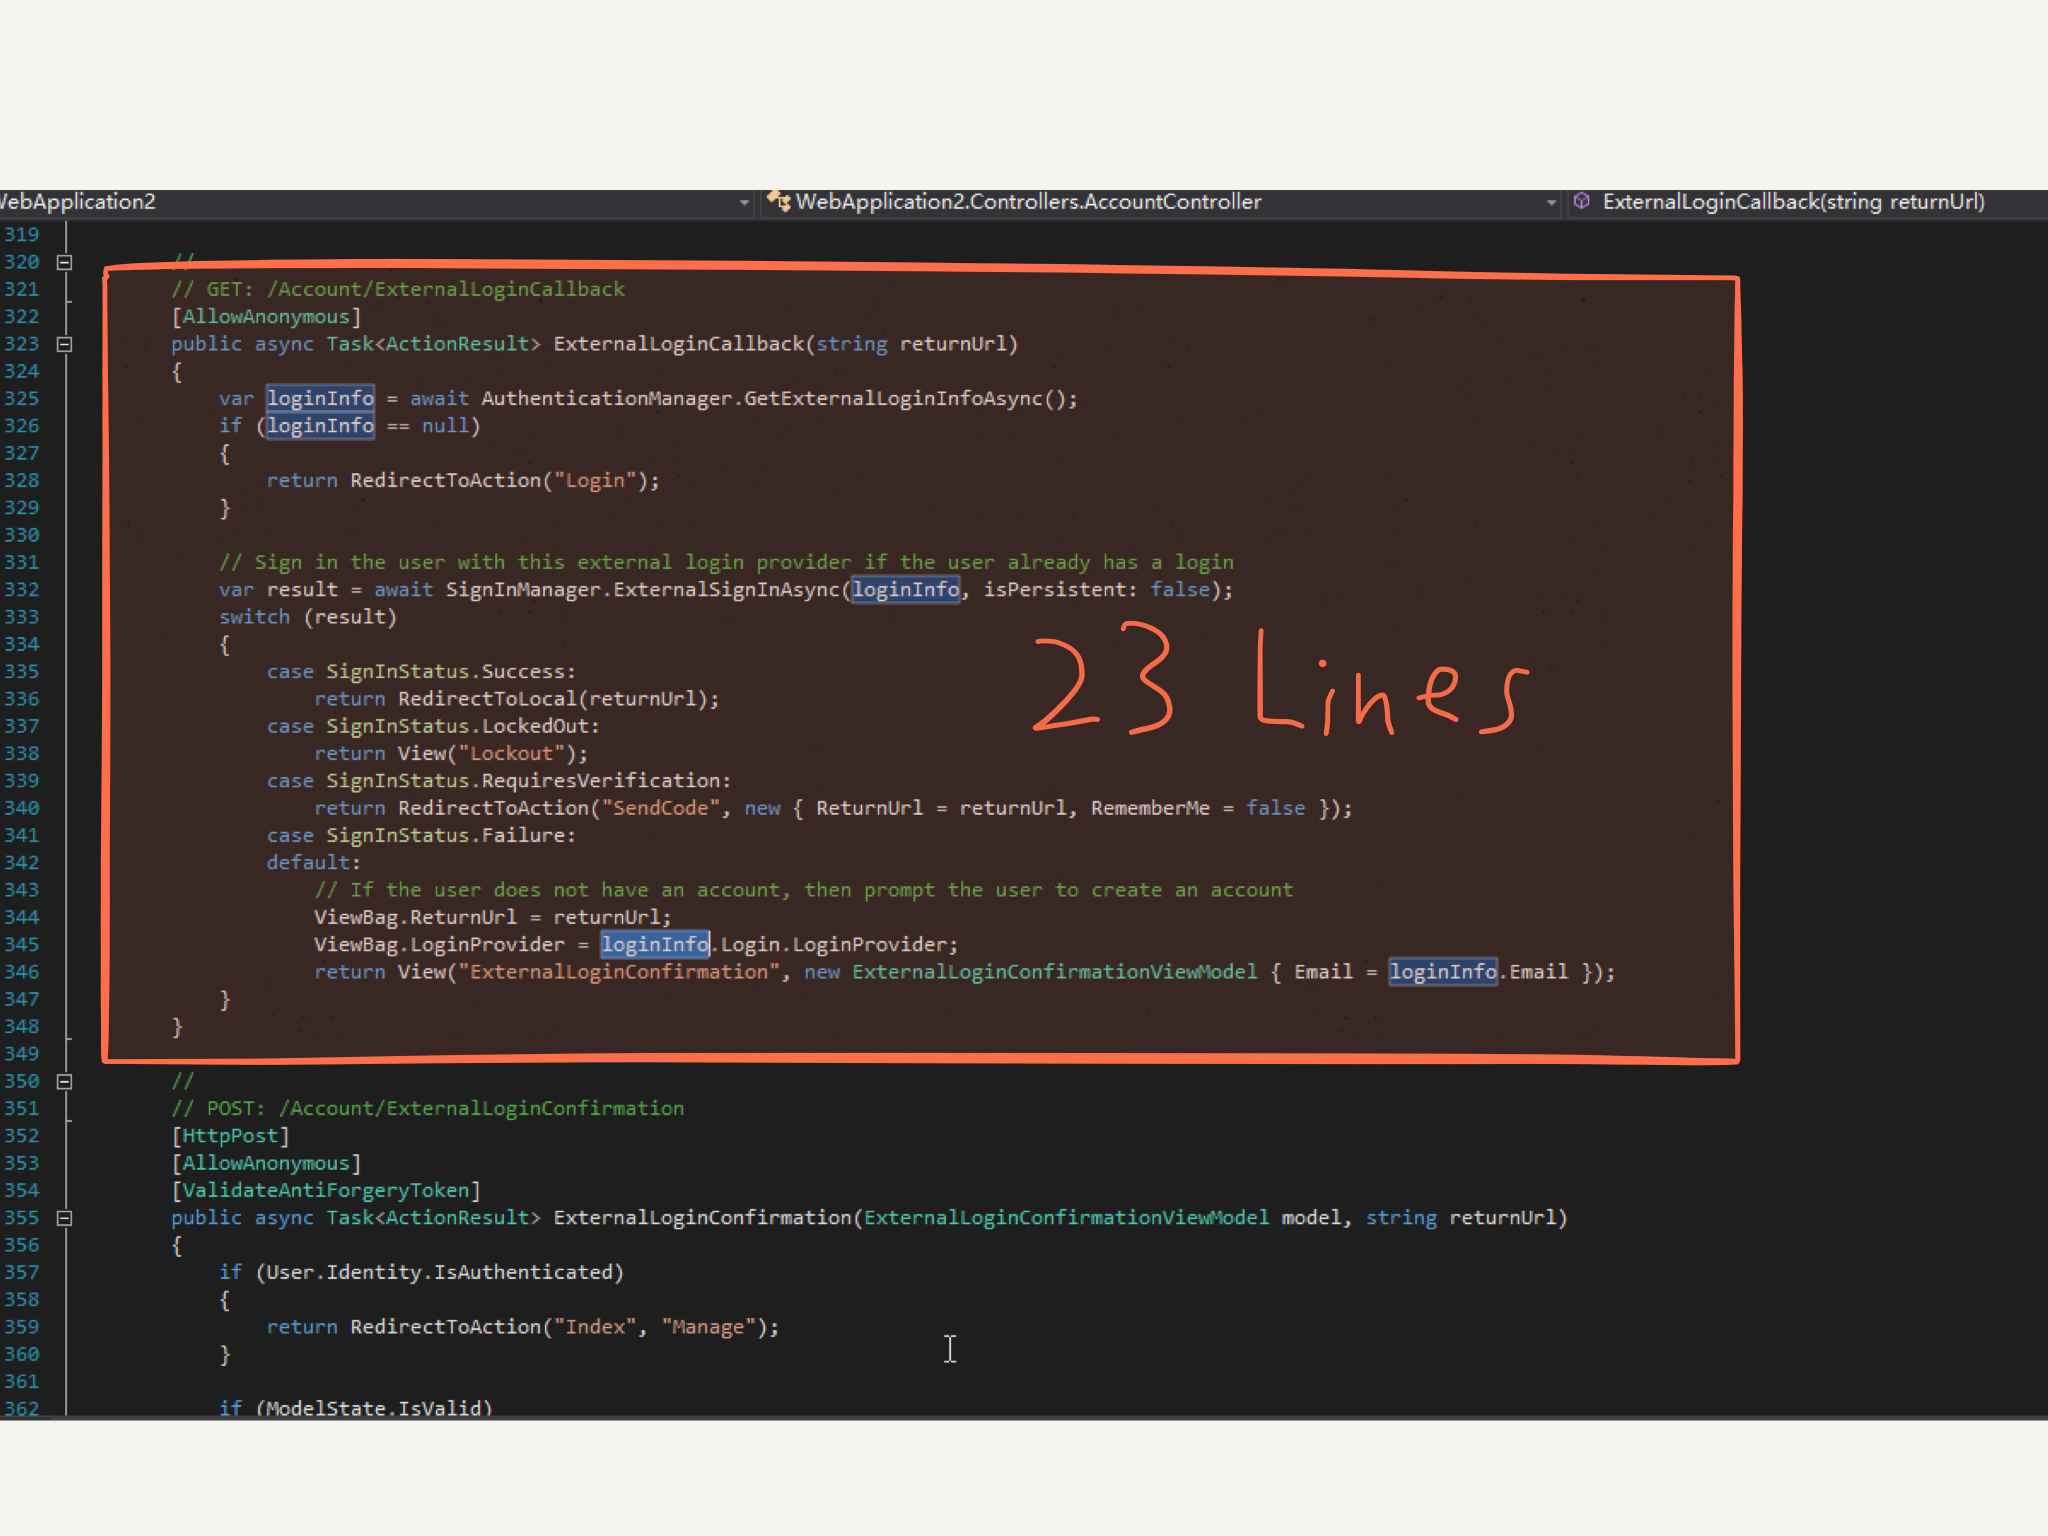 WebApplication2 WebApplication2.Controllers.AccountController ExternalLoginCallback(string returnUrl)
319
320 //
321 // GET: /Account/ExternalLoginCallback
322 [AllowAnonymous]
323 public async Task<ActionResult> ExternalLoginCallback(string returnUrl)
324 {
325 var loginInfo = await AuthenticationManager.GetExternalLoginInfoAsync();
326 if (loginInfo == null)
327 {
328 return RedirectToAction("Login");
329 }
330
331 // Sign in the user with this external login provider if the user already has a login
332 var result = await SignInManager.ExternalSignInAsync(loginInfo, isPersistent: false);
333 switch (result)
334 {
335 case SignInStatus.Success:
336 return RedirectToLocal(returnUrl);
337 case SignInStatus.LockedOut:
338 return View("Lockout");
339 case SignInStatus.RequiresVerification:
340 return RedirectToAction("SendCode", new { ReturnUrl = returnUrl, RememberMe = false });
341 case SignInStatus.Failure:
342 default:
343 // If the user does not have an account, then prompt the user to create an account
344 ViewBag.ReturnUrl = returnUrl;
345 ViewBag.LoginProvider = loginInfo.Login.LoginProvider;
346 return View("ExternalLoginConfirmation", new ExternalLoginConfirmationViewModel { Email = loginInfo.Email });
347 }
348 }
349
350 //
351 // POST: /Account/ExternalLoginConfirmation
352 [HttpPost]
353 [AllowAnonymous]
354 [ValidateAntiForgeryToken]
355 public async Task<ActionResult> ExternalLoginConfirmation(ExternalLoginConfirmationViewModel model, string returnUrl)
356 {
357 if (User.Identity.IsAuthenticated)
358 {
359 return RedirectToAction("Index", "Manage");
360 }
361
362 if (ModelState.IsValid)
23 Lines